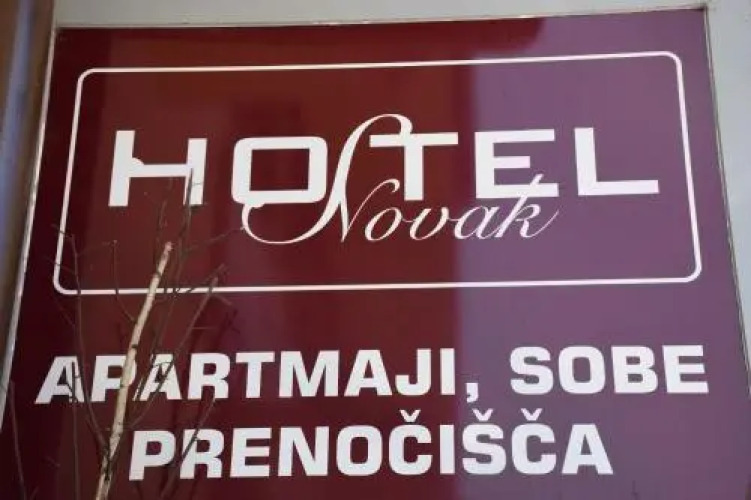 HOSTEL
Novak
APARTMAJI, SOBE
PRENOČIŠČA